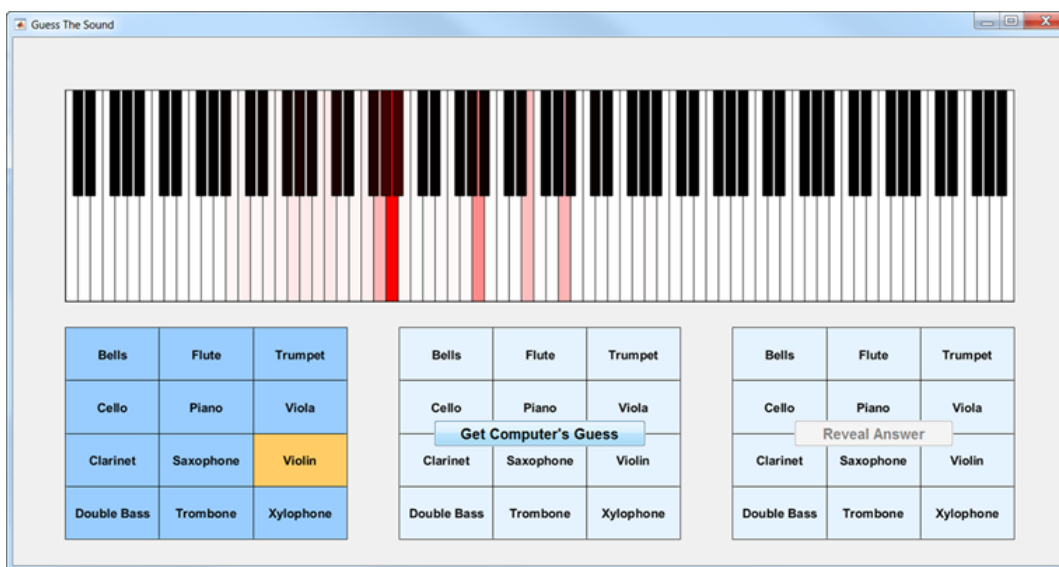 Guess The Sound
Bells Flute Trumpet
Cello Piano Viola
Clarinet Saxophone Violin
Double Bass Trombone Xylophone
Bells Flute Trumpet
Cello Piano Viola
Get Computer's Guess
Clarinet Saxophone Violin
Double Bass Trombone Xylophone
Bells Flute Trumpet
Cello Piano Viola
Reveal Answer
Clarinet Saxophone Violin
Double Bass Trombone Xylophone